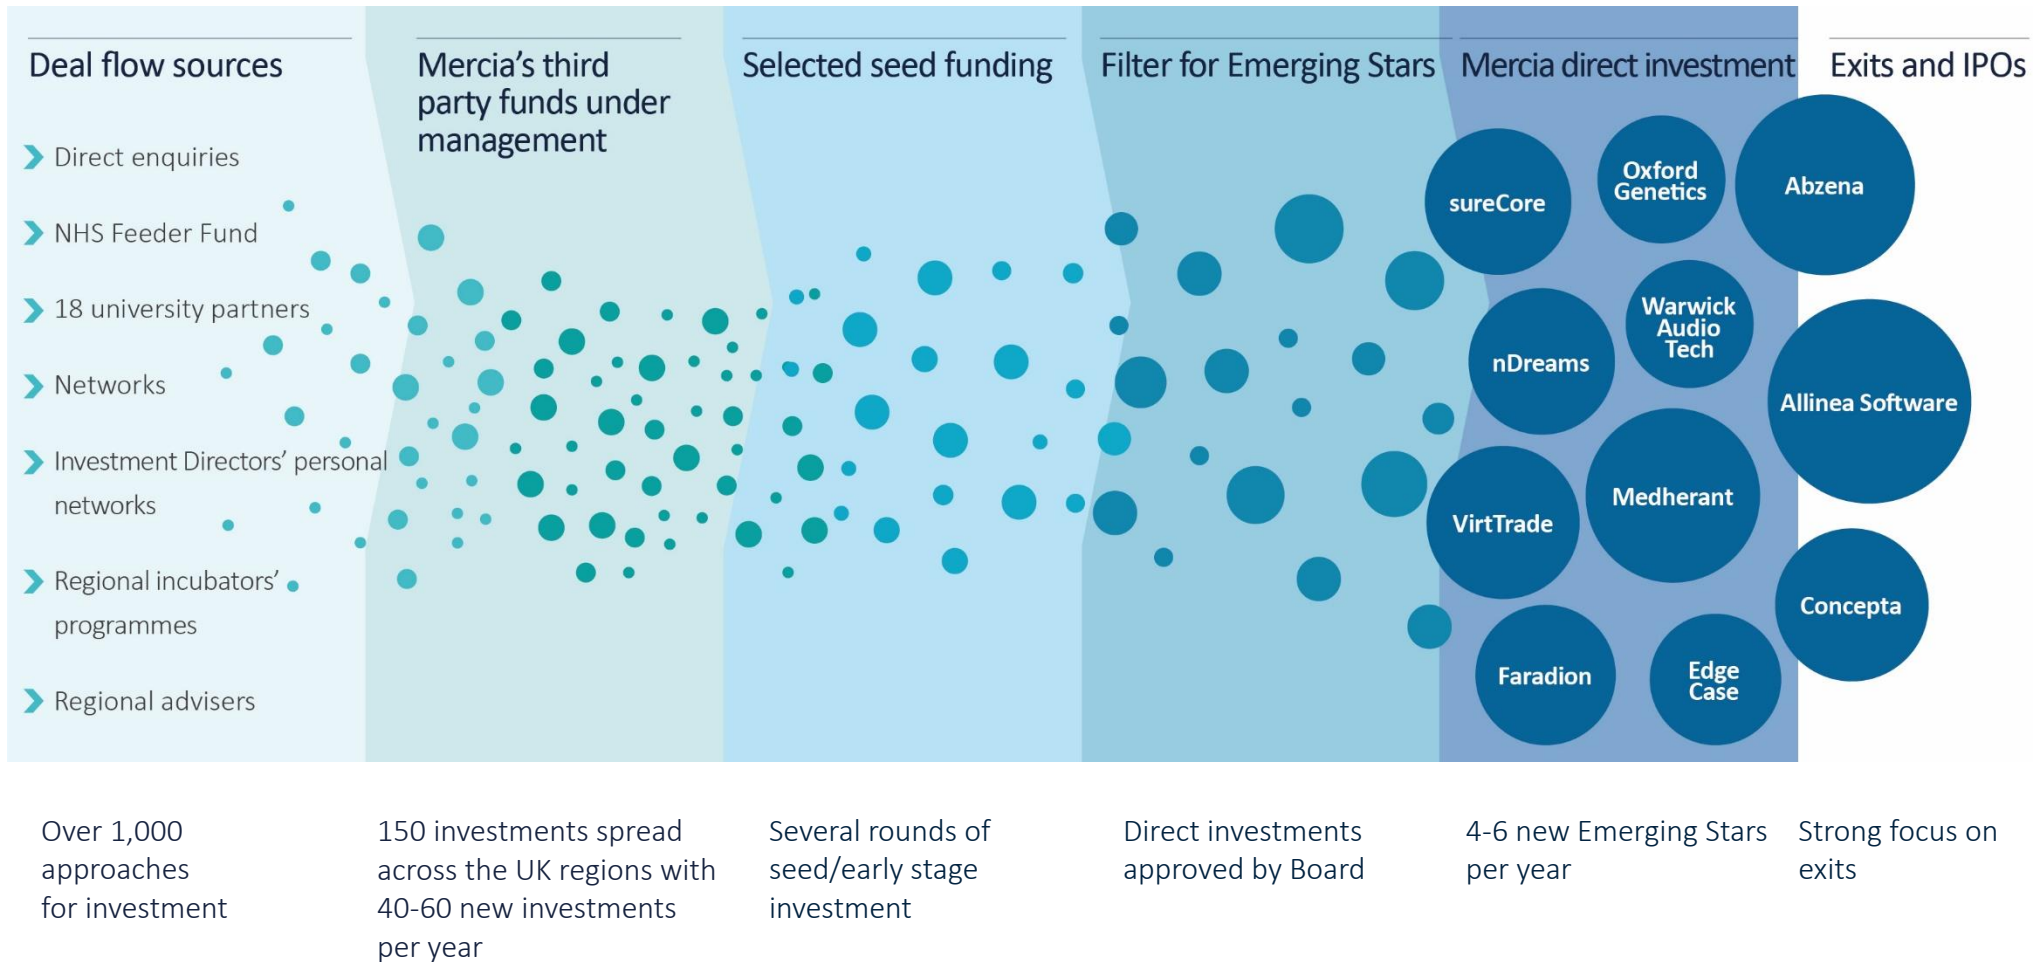 Deal flow sources
Direct enquiries
NHS Feeder Fund
18 university partners
Networks
Investment Directors’ personal
networks
Regional incubators’
programmes
Regional advisers
Mercia’s third
party funds under
management
Selected seed funding
Filter for Emerging Stars
Mercia direct investment
sureCore
Oxford
Genetics
nDreams
Warwick
Audio
Tech
VirtTrade
Medherant
Faradion
Edge
Case
Exits and IPOs
Abzena
Allinea Software
Concepta
Over 1,000
approaches
for investment
150 investments spread
across the UK regions with
40-60 new investments
per year
Several rounds of
seed/early stage
investment
Direct investments
approved by Board
4-6 new Emerging Stars
per year
Strong focus on
exits